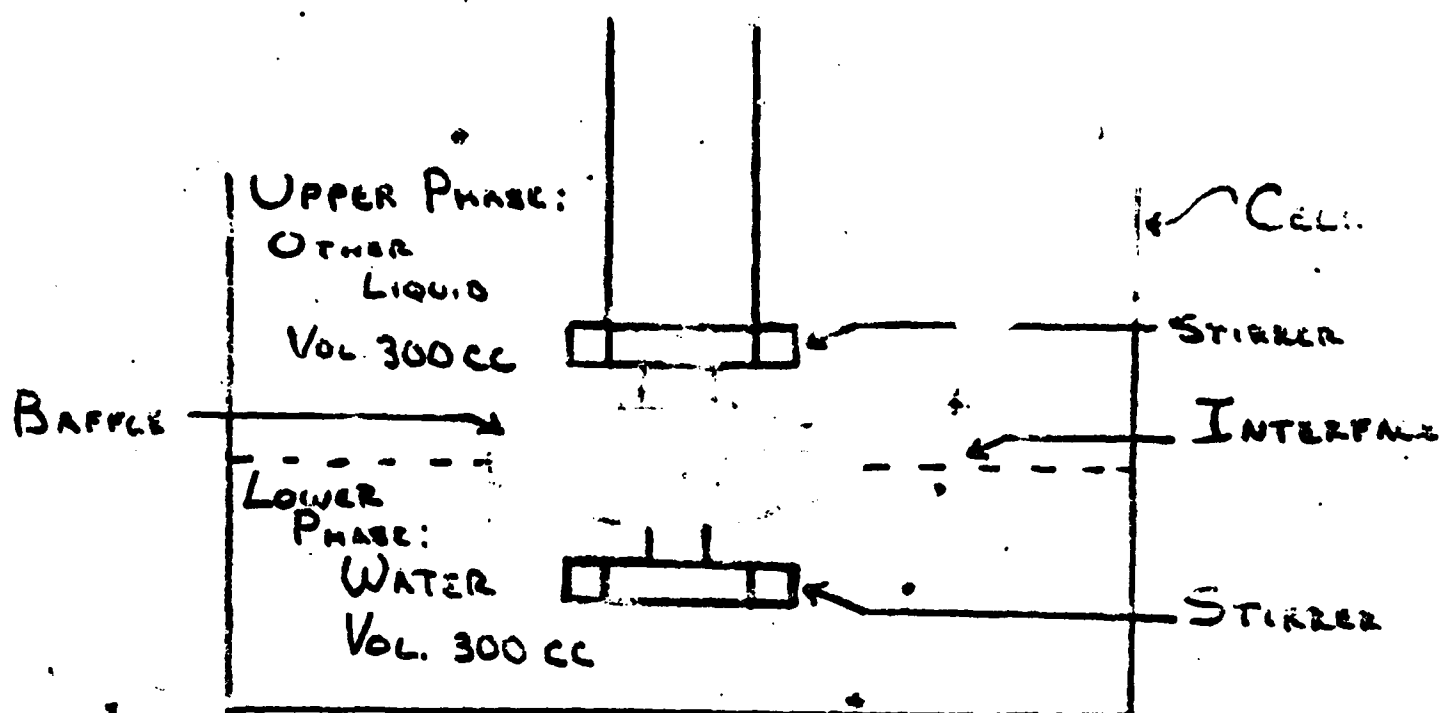 UPPER PHASE:
OTHER
LIQUID
VOL. 300 CC
CELL
STIRRER
BAFFLE
INTERFACE
LOWER
PHASE:
WATER
VOL. 300 CC
STIRRER